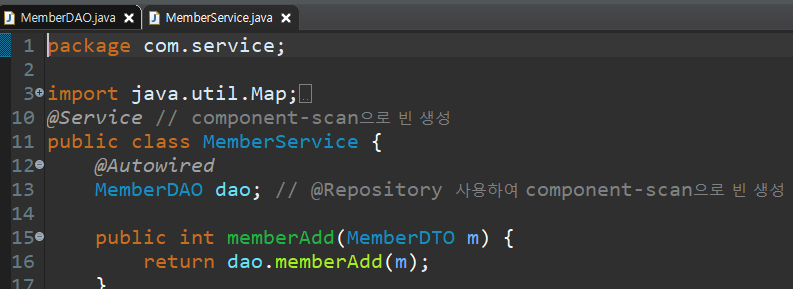 MemberDAO.java MemberService.java
1 package com.service;
2
3 import java.util.Map;
10 @Service // component-scan으로 빈 생성
11 public class MemberService {
12 @Autowired
13 MemberDAO dao; // @Repository 사용하여 component-scan으로 빈 생성
14
15 public int memberAdd(MemberDTO m) {
16 return dao.memberAdd(m);
17 }